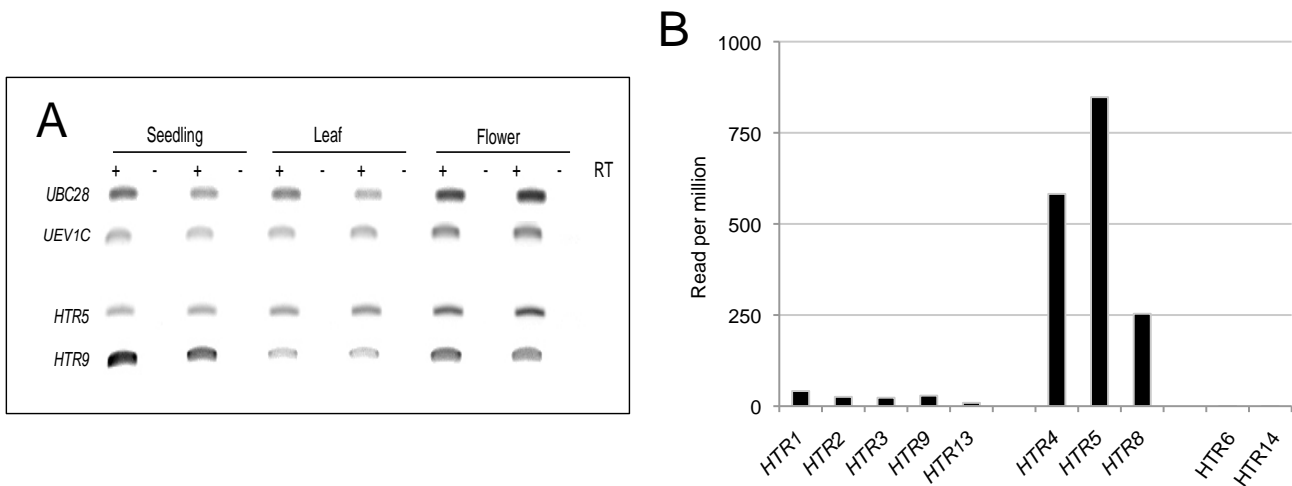 A
Seedling Leaf Flower
+ - + - + - + - + - + - RT
UBC28
UEV1C
HTR5
HTR9
B
Read per million
1000
750
500
250
0
HTR1 HTR2 HTR3 HTR9 HTR13 HTR4 HTR5 HTR8 HTR6 HTR14